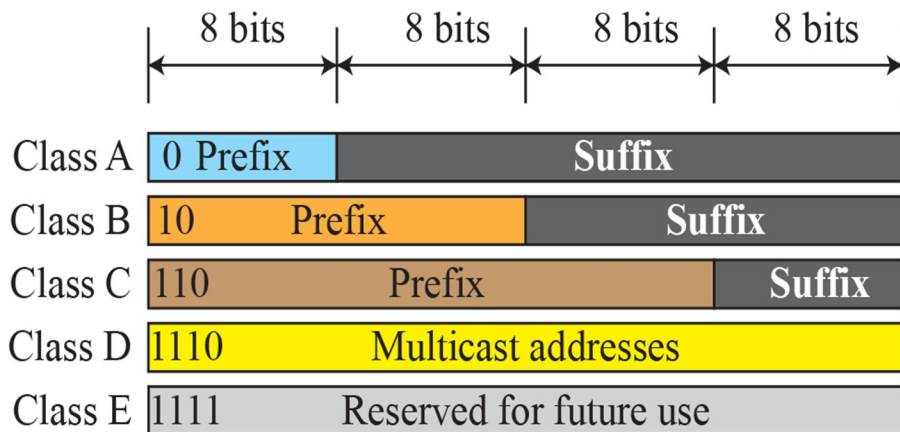 8 bits 8 bits 8 bits 8 bits
Class A 0 Prefix Suffix
Class B 10 Prefix Suffix
Class C 110 Prefix Suffix
Class D 1110 Multicast addresses
Class E 1111 Reserved for future use